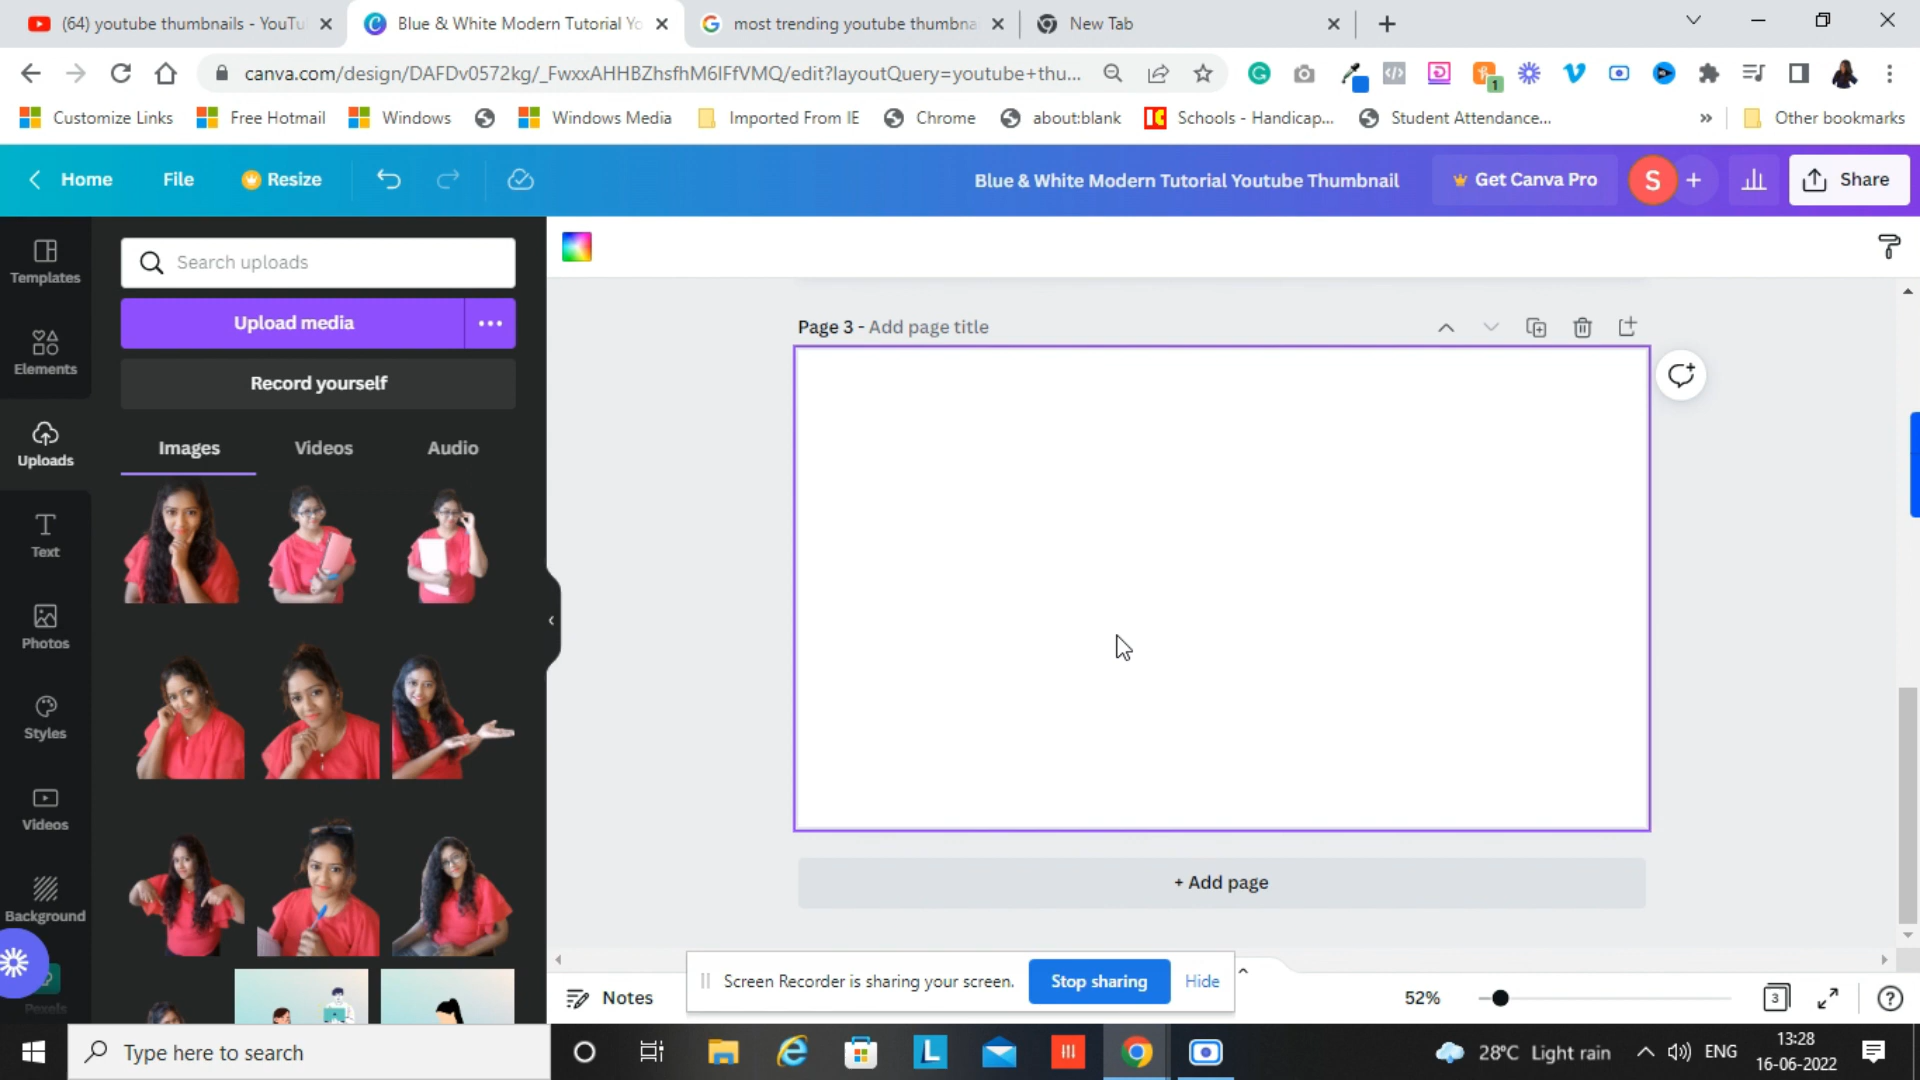 (64) youtube thumbnails - YouTu
Blue & White Modern Tutorial Yo
most trending youtube thumbna
New Tab
canva.com/design/DAFDv0572kg/_FwxxAHHBZhsfhM6lFfVMQ/edit?layoutQuery=youtube+thu...
1
Customize Links
Free Hotmail
Windows
Windows Media
Imported From IE
Chrome
about:blank
Schools - Handicap...
Student Attendance...
»
Other bookmarks
Home
File
Resize
Blue & White Modern Tutorial Youtube Thumbnail
Get Canva Pro
S
+
Share
Templates
Elements
Uploads
Text
Photos
Styles
Videos
Background
Pexels
Search uploads
Upload media
Record yourself
Images
Videos
Audio
Page 3 - Add page title
+ Add page
Notes
Screen Recorder is sharing your screen.
Stop sharing
Hide
52%
3
Type here to search
28°C Light rain
ENG
13:28
16-06-2022